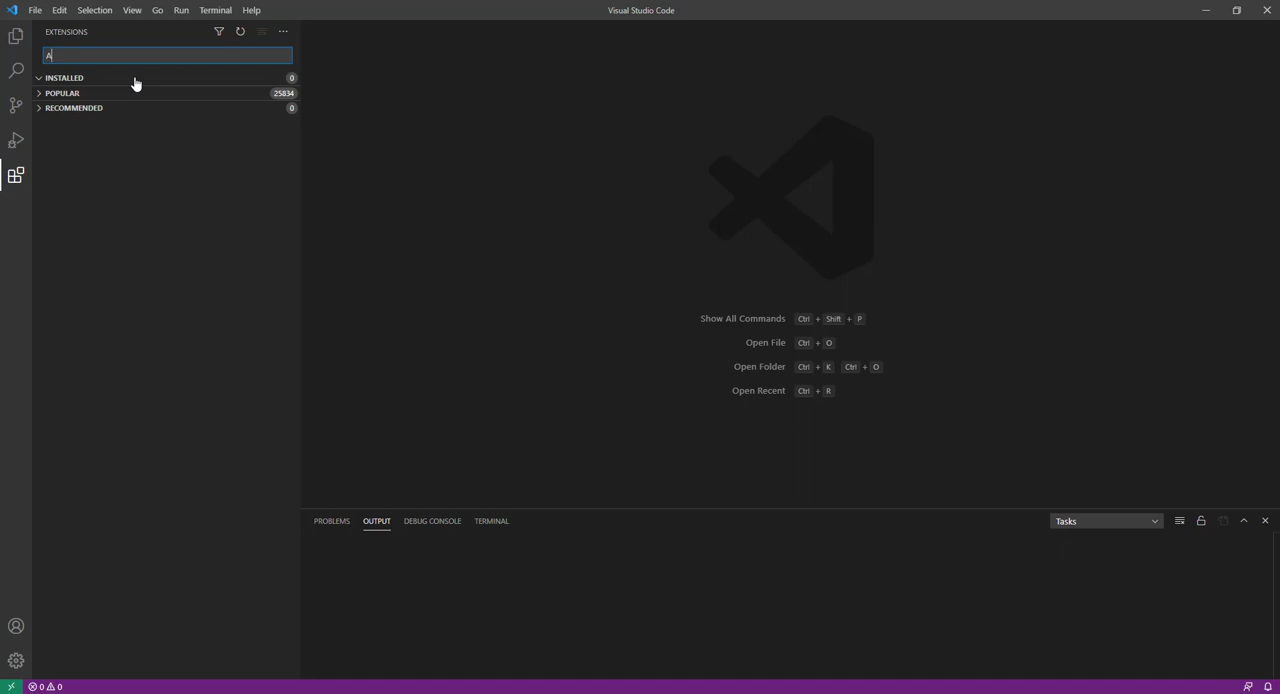 File Edit Selection View Go Run Terminal Help
Visual Studio Code
EXTENSIONS
A
INSTALLED 0
POPULAR 25834
RECOMMENDED 0
Show All Commands Ctrl + Shift + P
Open File Ctrl + O
Open Folder Ctrl + K Ctrl + O
Open Recent Ctrl + R
PROBLEMS OUTPUT DEBUG CONSOLE TERMINAL
Tasks
0 0